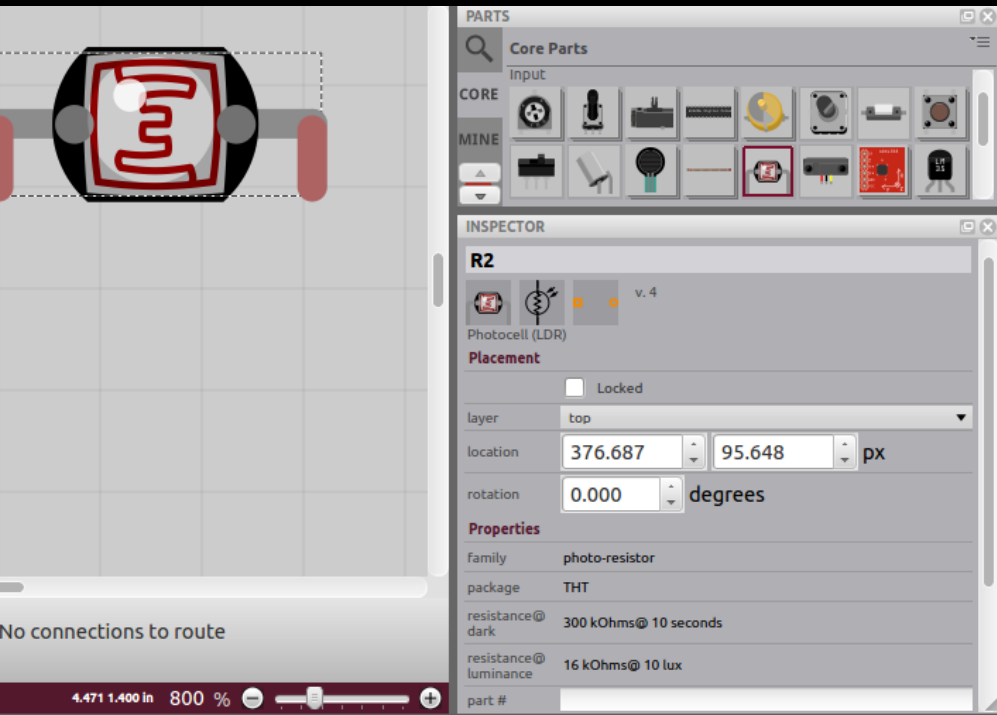 PARTS
Core Parts
Input
CORE
MINE
LM
35
INSPECTOR
R2
v. 4
Photocell (LDR)
Placement
Locked
layer top
location 376.687 95.648 px
rotation 0.000 degrees
Properties
family photo-resistor
package THT
resistance@
dark 300 kOhms@ 10 seconds
resistance@
luminance 16 kOhms@ 10 lux
part #
No connections to route
4.471 1.400 in 800 %